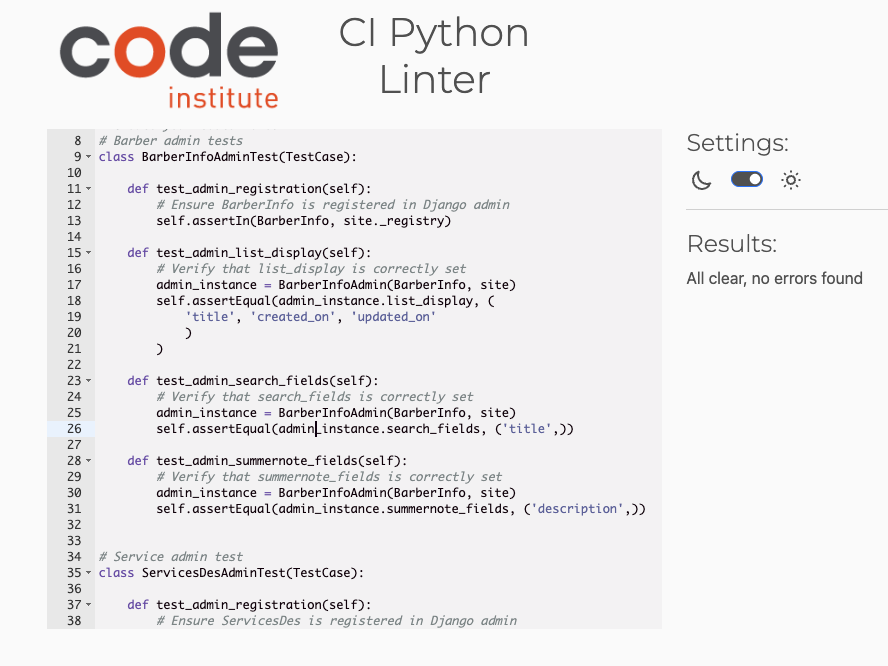 code
institute
CI Python
Linter
8 # Barber admin tests
9 class BarberInfoAdminTest(TestCase):
10
11     def test_admin_registration(self):
12         # Ensure BarberInfo is registered in Django admin
13         self.assertIn(BarberInfo, site._registry)
14
15     def test_admin_list_display(self):
16         # Verify that list_display is correctly set
17         admin_instance = BarberInfoAdmin(BarberInfo, site)
18         self.assertEqual(admin_instance.list_display, (
19             'title', 'created_on', 'updated_on'
20             )
21         )
22
23     def test_admin_search_fields(self):
24         # Verify that search_fields is correctly set
25         admin_instance = BarberInfoAdmin(BarberInfo, site)
26         self.assertEqual(admin_instance.search_fields, ('title',))
27
28     def test_admin_summernote_fields(self):
29         # Verify that summernote_fields is correctly set
30         admin_instance = BarberInfoAdmin(BarberInfo, site)
31         self.assertEqual(admin_instance.summernote_fields, ('description',))
32
33
34 # Service admin test
35 class ServicesDesAdminTest(TestCase):
36
37     def test_admin_registration(self):
38         # Ensure ServicesDes is registered in Django admin
Settings:
Results:
All clear, no errors found